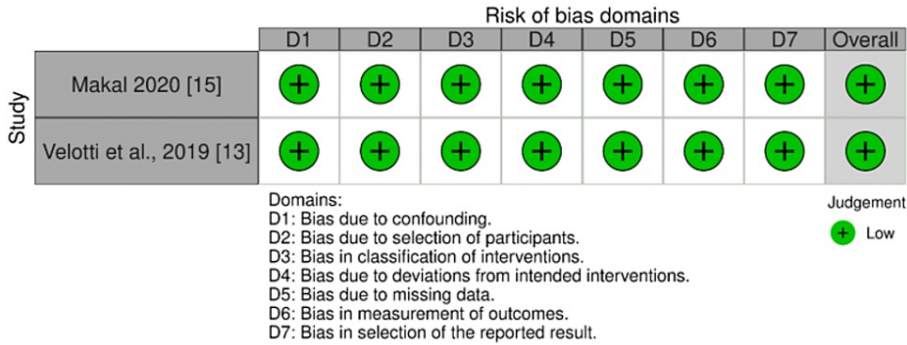 Risk of bias domains
D1 D2 D3 D4 D5 D6 D7 Overall
Study
Makal 2020 [15] + + + + + + + +
Velotti et al., 2019 [13] + + + + + + + +
Domains:
D1: Bias due to confounding.
D2: Bias due to selection of participants.
D3: Bias in classification of interventions.
D4: Bias due to deviations from intended interventions.
D5: Bias due to missing data.
D6: Bias in measurement of outcomes.
D7: Bias in selection of the reported result.
Judgement
+ Low